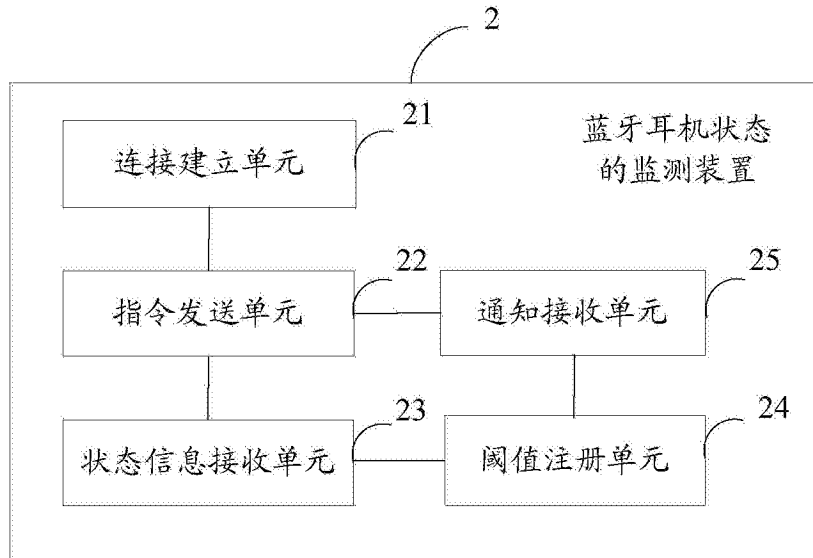 2
21
蓝牙耳机状态
的监测装置
连接建立单元
22
25
指令发送单元
通知接收单元
23
24
状态信息接收单元
阈值注册单元